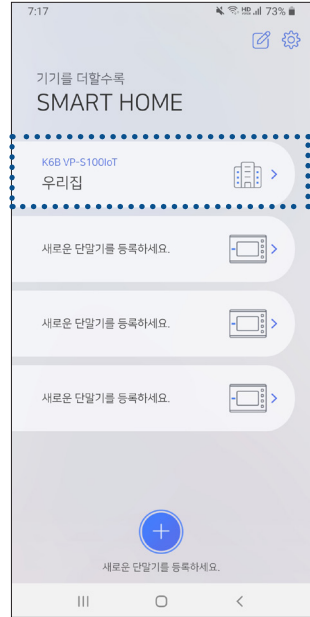 7:17 73%
기기를 더할수록
SMART HOME
K6B VP-S100IoT
우리집
새로운 단말기를 등록하세요.
새로운 단말기를 등록하세요.
새로운 단말기를 등록하세요.
새로운 단말기를 등록하세요.